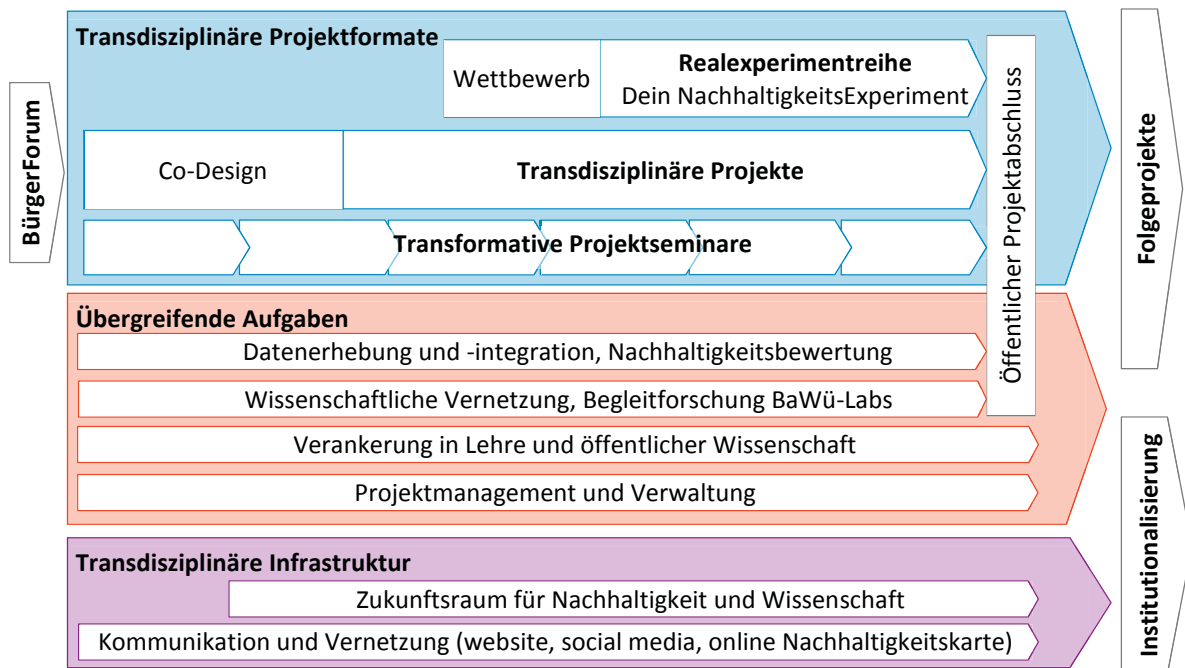 BürgerForum
Transdisziplinäre Projektformate
Wettbewerb
Realexperimentreihe
Dein NachhaltigkeitsExperiment
Co-Design
Transdisziplinäre Projekte
Transformative Projektseminare
Übergreifende Aufgaben
Datenerhebung und -integration, Nachhaltigkeitsbewertung
Wissenschaftliche Vernetzung, Begleitforschung BaWü-Labs
Verankerung in Lehre und öffentlicher Wissenschaft
Projektmanagement und Verwaltung
Transdisziplinäre Infrastruktur
Zukunftsraum für Nachhaltigkeit und Wissenschaft
Kommunikation und Vernetzung (website, social media, online Nachhaltigkeitskarte)
Öffentlicher Projektabschluss
Folgeprojekte
Institutionalisierung